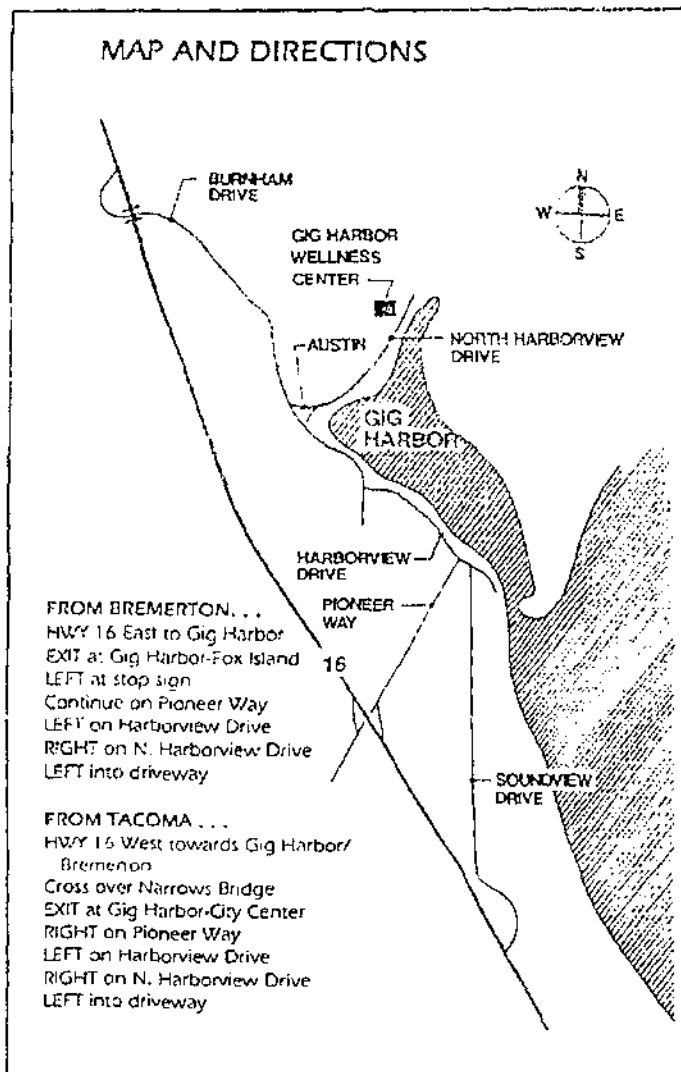 MAP AND DIRECTIONS
BURNHAM
DRIVE
N
W E
S
GIG HARBOR
WELLNESS
CENTER
AUSTIN
NORTH HARBORVIEW
DRIVE
GIG
HARBOR
HARBORVIEW
DRIVE
PIONEER
WAY
16
SOUNDVIEW
DRIVE
FROM BREMERTON . . .
HWY 16 East to Gig Harbor
EXIT at Gig Harbor-Fox Island
LEFT at stop sign
Continue on Pioneer Way
LEFT on Harborview Drive
RIGHT on N. Harborview Drive
LEFT into driveway
FROM TACOMA . . .
HWY 16 West towards Gig Harbor/
Bremerton
Cross over Narrows Bridge
EXIT at Gig Harbor-City Center
RIGHT on Pioneer Way
LEFT on Harborview Drive
RIGHT on N. Harborview Drive
LEFT into driveway